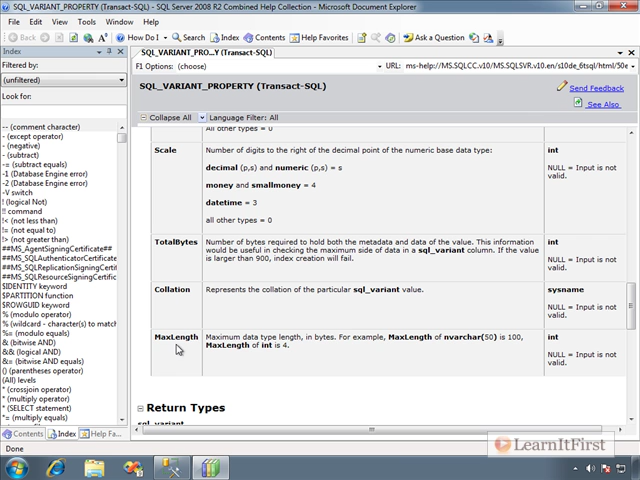 SQL_VARIANT_PROPERTY (Transact-SQL) - SQL Server 2008 R2 Combined Help Collection - Microsoft Document Explorer
File Edit View Tools Window Help
Back How Do I Search Index Contents Help Favorites Ask a Question
Index
Filtered by:
(unfiltered)
Look for:
-- (comment character)
- (except operator)
- (negative)
- (subtract)
-= (subtract equals)
-1 (Database Engine error)
-2 (Database Engine error)
-V switch
! (logical Not)
!! command
!< (not less than)
!= (not equal to)
!> (not greater than)
##MS_AgentSigningCertificate##
##MS_SQLAuthenticatorCertificate
##MS_SQLReplicationSigningCertif
##MS_SQLResourceSigningCertific
$IDENTITY keyword
$PARTITION function
$ROWGUID keyword
% (modulo operator)
% (wildcard - character(s) to match
%= (modulo equals)
& (bitwise AND)
&& (logical AND)
&= (bitwise AND equals)
() (parentheses operator)
(All) levels
* (crossjoin operator)
* (multiply operator)
* (SELECT statement)
*= (multiply equals)
Contents Index Help Fa...
SQL_VARIANT_PRO...Y (Transact-SQL)
F1 Options: (choose) URL: ms-help://MS.SQLCC.v10/MS.SQLSVR.v10.en/s10de_6tsql/html/50e
SQL_VARIANT_PROPERTY (Transact-SQL)
Send Feedback
See Also
Collapse All Language Filter: All
All other types = 0
Scale
Number of digits to the right of the decimal point of the numeric base data type:
decimal (p,s) and numeric (p,s) = s
money and smallmoney = 4
datetime = 3
all other types = 0
int
NULL = Input is not
valid.
TotalBytes
Number of bytes required to hold both the metadata and data of the value. This information
would be useful in checking the maximum side of data in a sql_variant column. If the value
is larger than 900, index creation will fail.
int
NULL = Input is not
valid.
Collation
Represents the collation of the particular sql_variant value.
sysname
NULL = Input is not
valid.
MaxLength
Maximum data type length, in bytes. For example, MaxLength of nvarchar(50) is 100,
MaxLength of int is 4.
int
NULL = Input is not
valid.
Return Types
sql_variant
Done
LearnItFirst